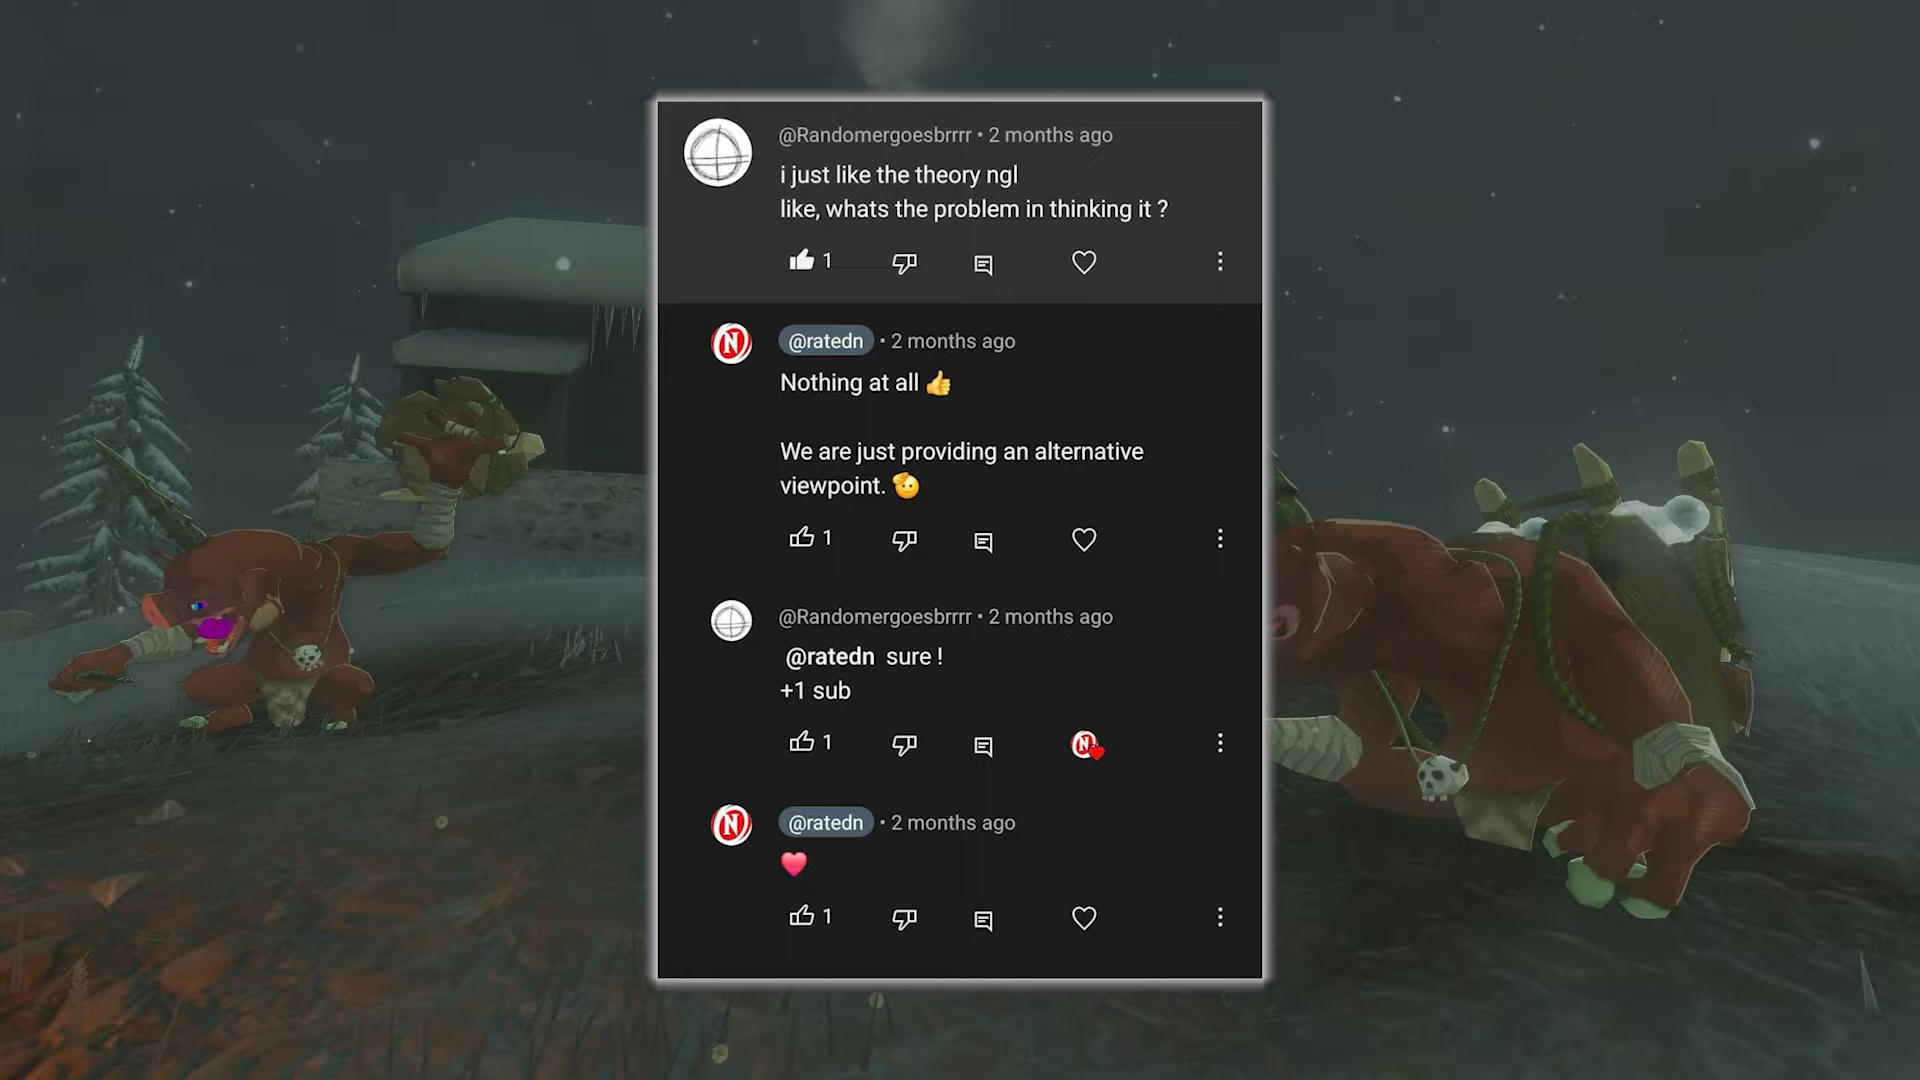 @Randomergoesbrrrr • 2 months ago
i just like the theory ngl
like, whats the problem in thinking it ?
1
N
@ratedn • 2 months ago
Nothing at all 👍
We are just providing an alternative
viewpoint. 🫡
1
@Randomergoesbrrrr • 2 months ago
@ratedn sure !
+1 sub
1
N
N
@ratedn • 2 months ago
❤️
1